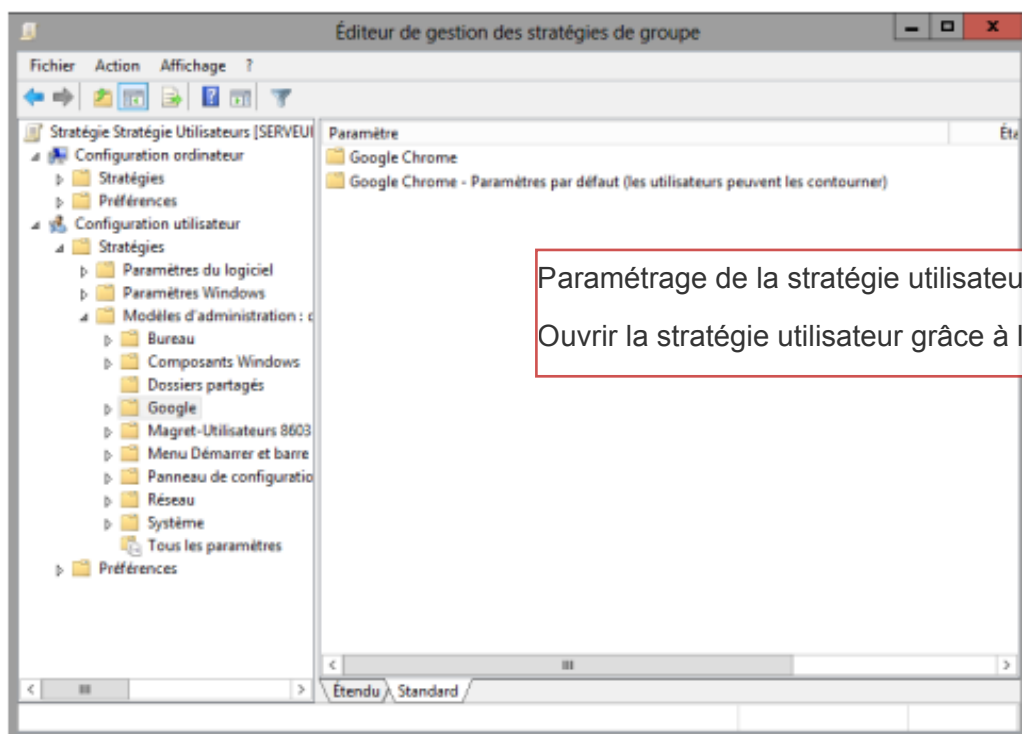 Éditeur de gestion des stratégies de groupe
Fichier Action Affichage ?
Stratégie Stratégie Utilisateurs [SERVEU
Configuration ordinateur
Stratégies
Préférences
Configuration utilisateur
Stratégies
Paramètres du logiciel
Paramètres Windows
Modèles d'administration : d
Bureau
Composants Windows
Dossiers partagés
Google
Magret-Utilisateurs 8603
Menu Démarrer et barre
Panneau de configuratio
Réseau
Système
Tous les paramètres
Préférences
Paramètre Éta
Google Chrome
Google Chrome - Paramètres par défaut (les utilisateurs peuvent les contourner)
Paramétrage de la stratégie utilisateu
Ouvrir la stratégie utilisateur grâce à l
Étendu Standard